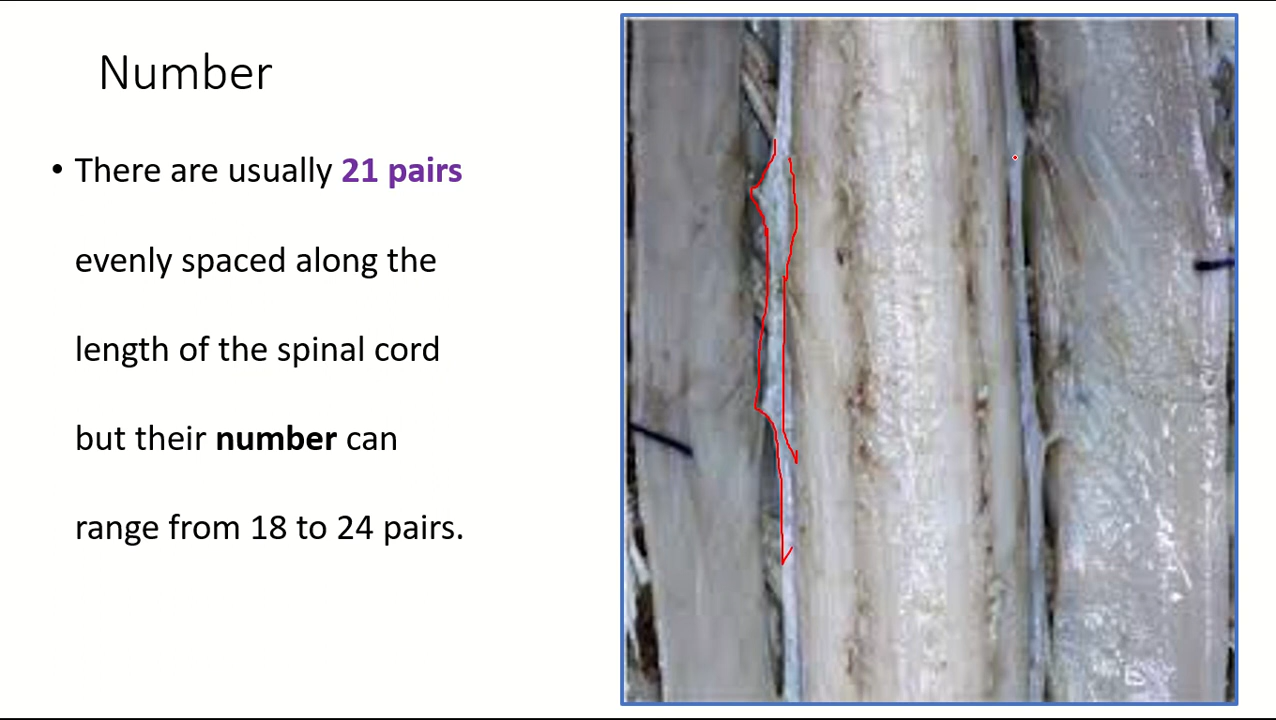 Number
• There are usually 21 pairs
evenly spaced along the
length of the spinal cord
but their number can
range from 18 to 24 pairs.